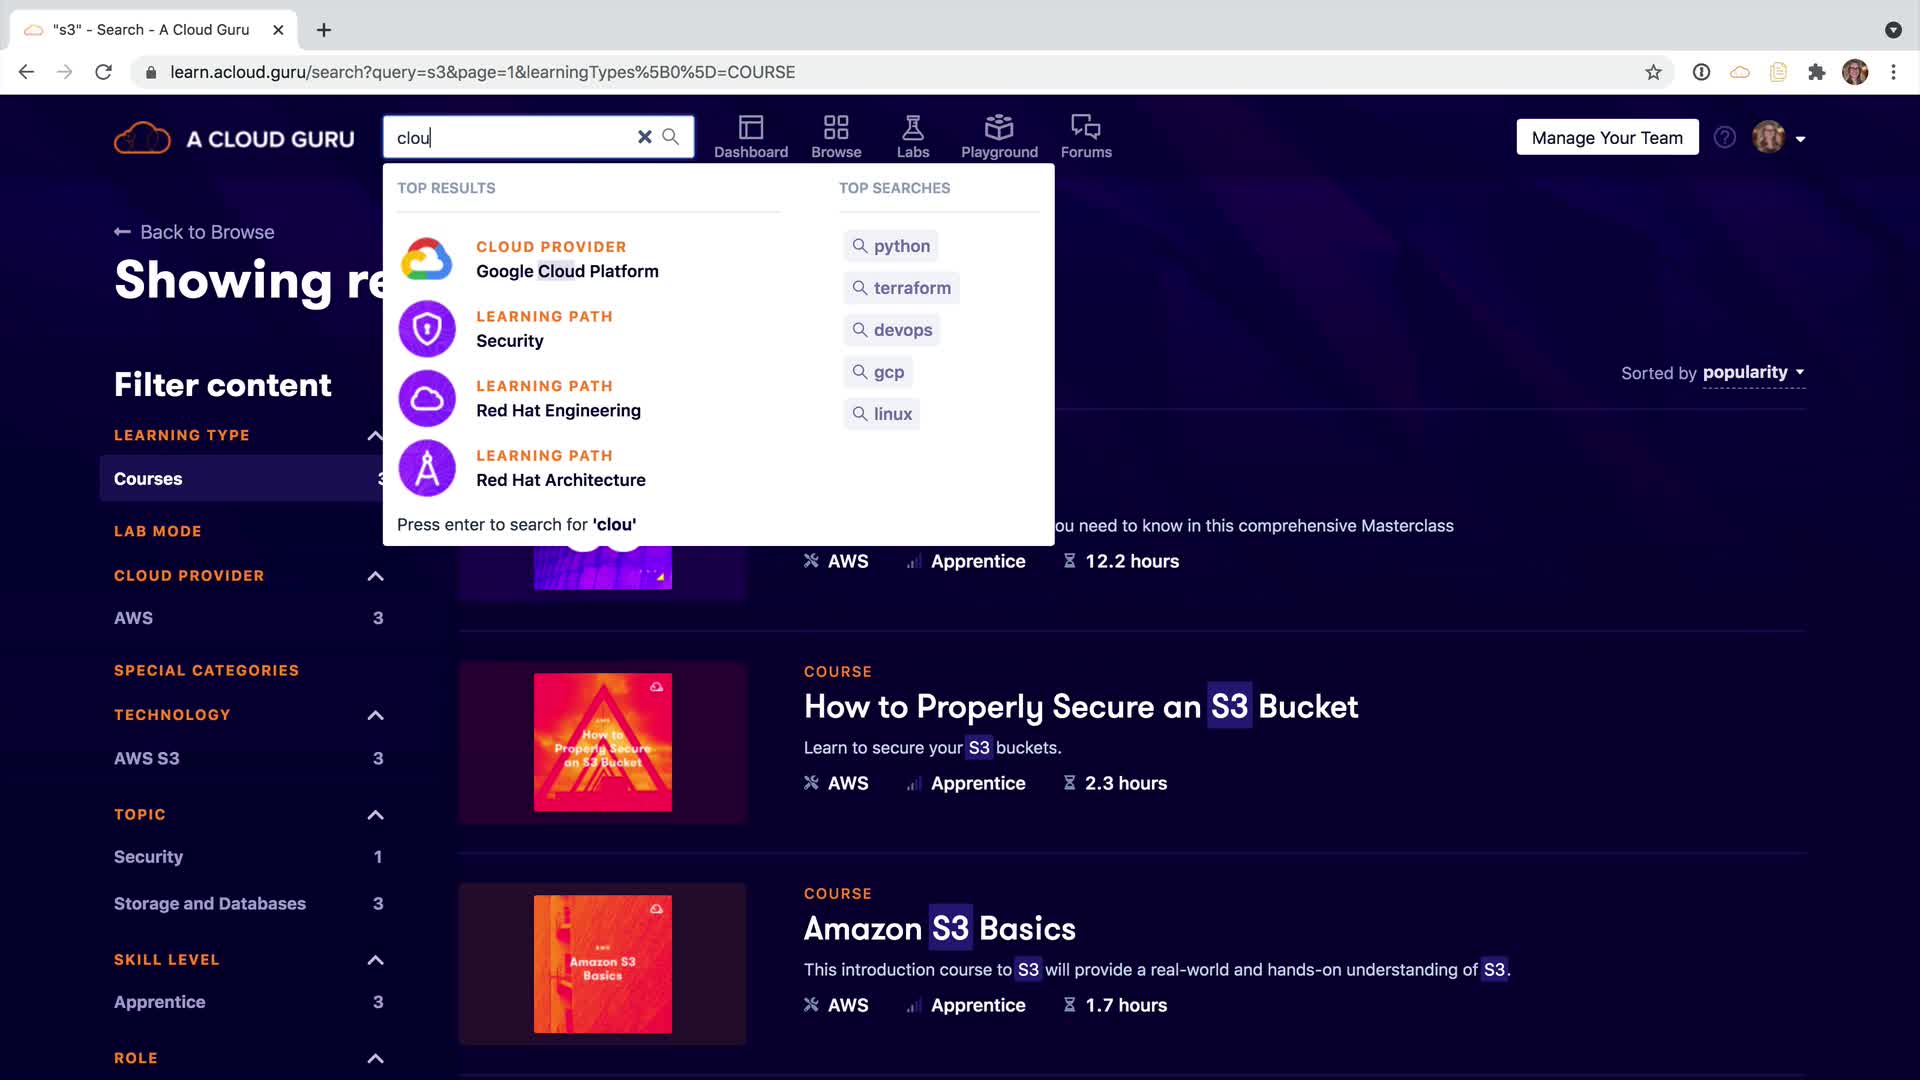 "s3" - Search - A Cloud Guru
learn.acloud.guru/search?query=s3&page=1&learningTypes%5B0%5D=COURSE
A CLOUD GURU
clou
Dashboard
Browse
Labs
Playground
Forums
Manage Your Team
TOP RESULTS
CLOUD PROVIDER
Google Cloud Platform
LEARNING PATH
Security
LEARNING PATH
Red Hat Engineering
LEARNING PATH
Red Hat Architecture
Press enter to search for 'clou'
TOP SEARCHES
python
terraform
devops
gcp
linux
Back to Browse
Showing re
Sorted by popularity
Filter content
LEARNING TYPE
Courses 3
LAB MODE
CLOUD PROVIDER
AWS 3
SPECIAL CATEGORIES
TECHNOLOGY
AWS S3 3
TOPIC
Security 1
Storage and Databases 3
SKILL LEVEL
Apprentice 3
ROLE
ou need to know in this comprehensive Masterclass
AWS Apprentice 12.2 hours
AWS
How to
Properly Secure
an S3 Bucket
COURSE
How to Properly Secure an S3 Bucket
Learn to secure your S3 buckets.
AWS Apprentice 2.3 hours
AWS
Amazon S3
Basics
COURSE
Amazon S3 Basics
This introduction course to S3 will provide a real-world and hands-on understanding of S3.
AWS Apprentice 1.7 hours